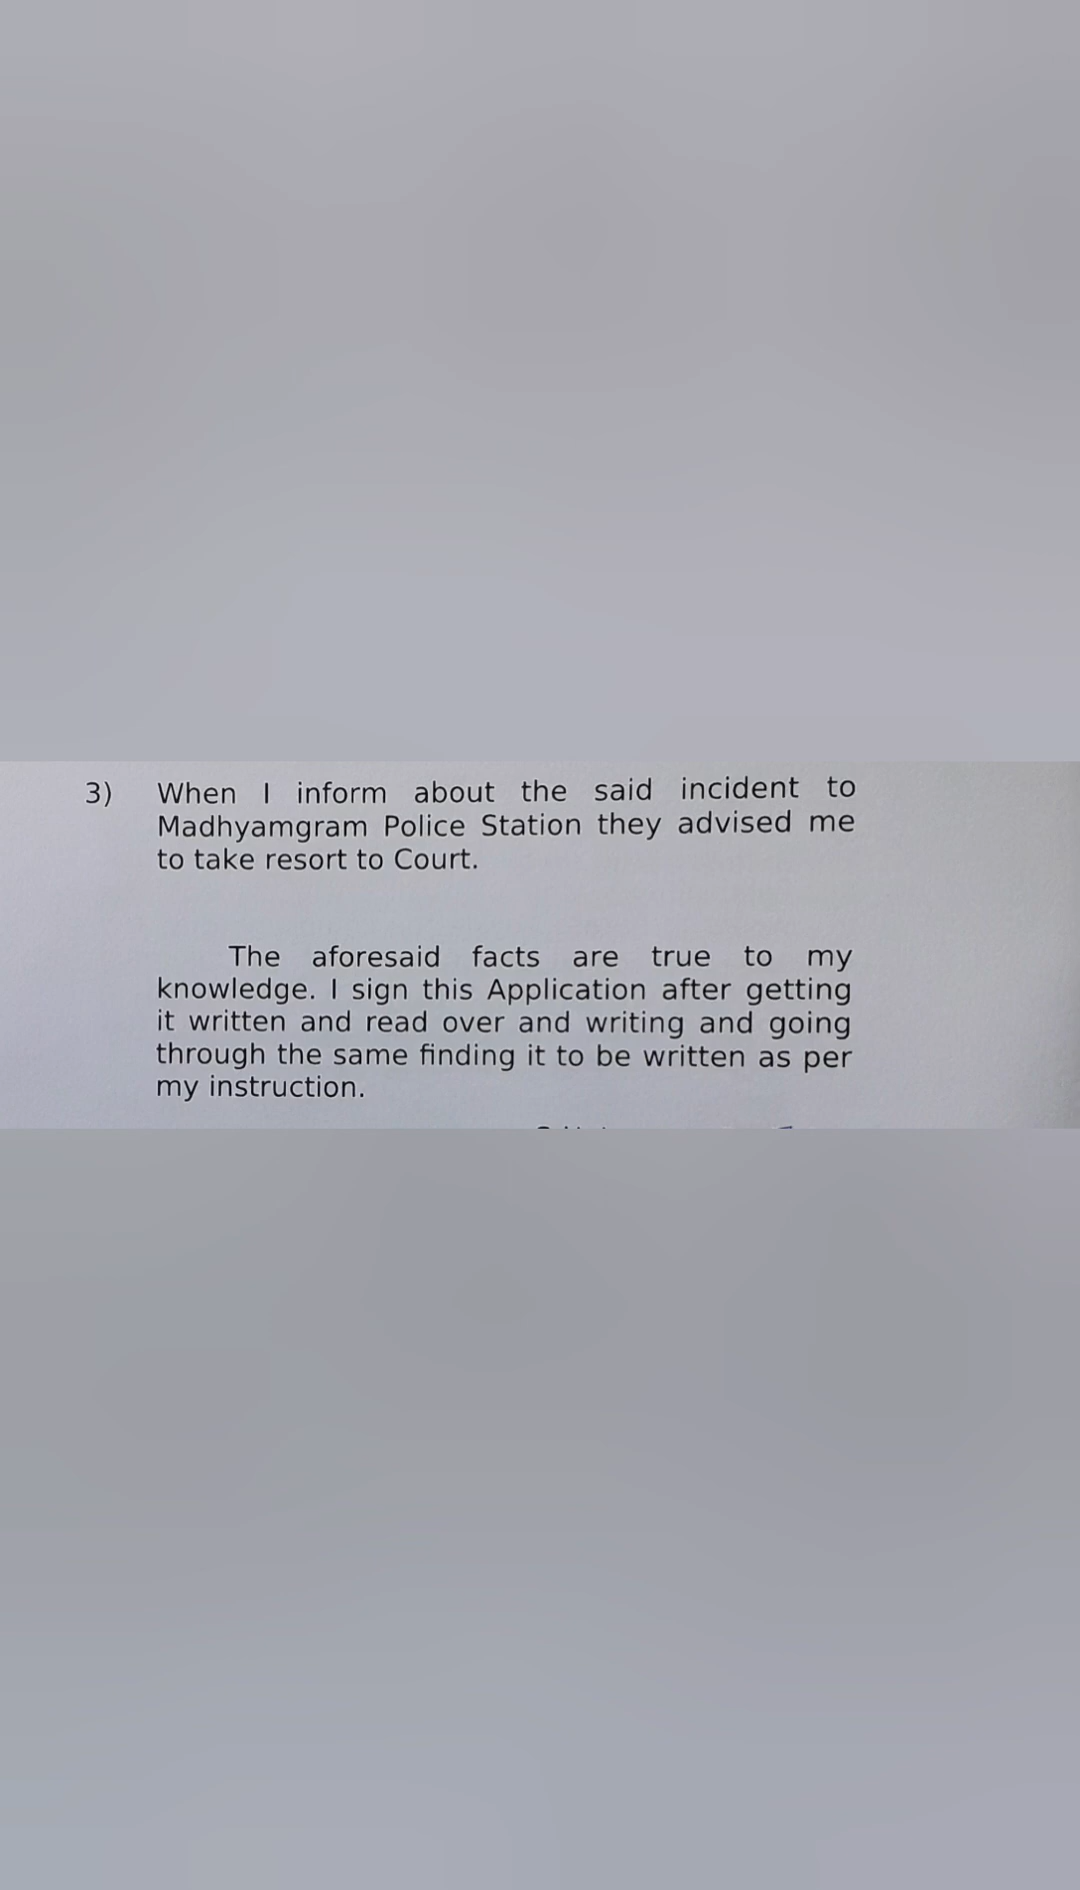 3) When I inform about the said incident to
Madhyamgram Police Station they advised me
to take resort to Court.
The aforesaid facts are true to my
knowledge. I sign this Application after getting
it written and read over and writing and going
through the same finding it to be written as per
my instruction.